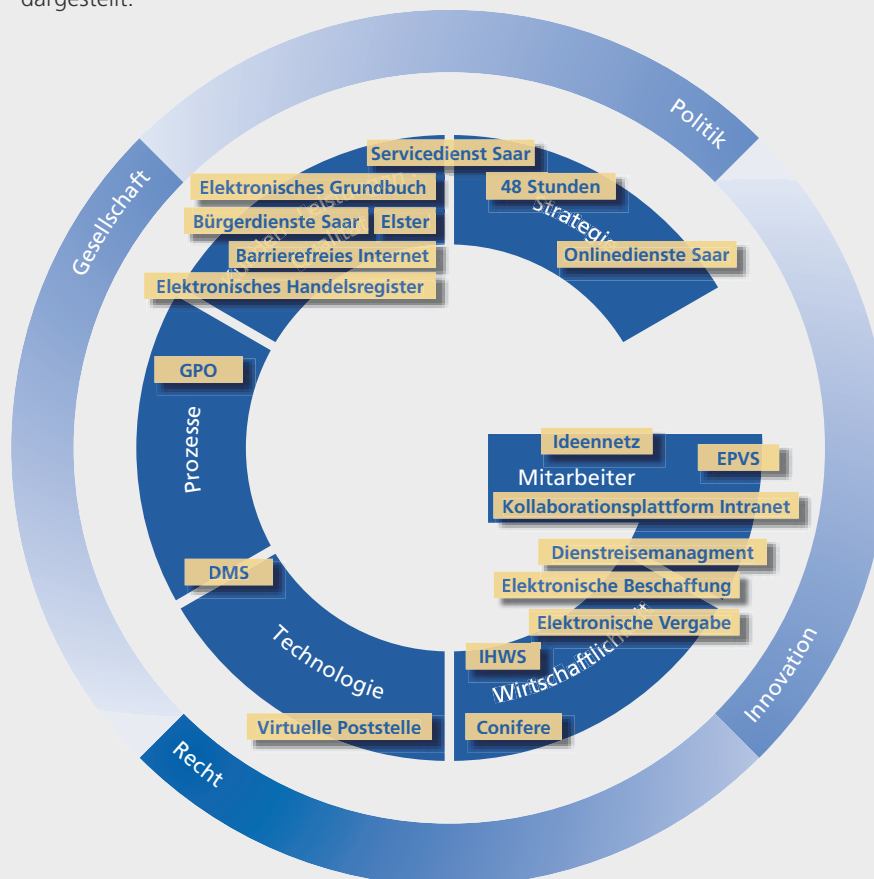 dargestellt.
Politik
Servicedienst Saar
Elektronisches Grundbuch
48 Stunden
Bürgerdienste Saar
Elster
Strategie
Gesellschaft
Barrierefreies Internet
Onlinedienste Saar
Elektronisches Handelsregister
GPO
Prozesse
Ideennetz
EPVS
Mitarbeiter
Kollaborationsplattform Intranet
Dienstreisemanagment
DMS
Elektronische Beschaffung
Elektronische Vergabe
Technologie
IHWS
Wirtschaftlichkeit
Innovation
Virtuelle Poststelle
Conifere
Recht